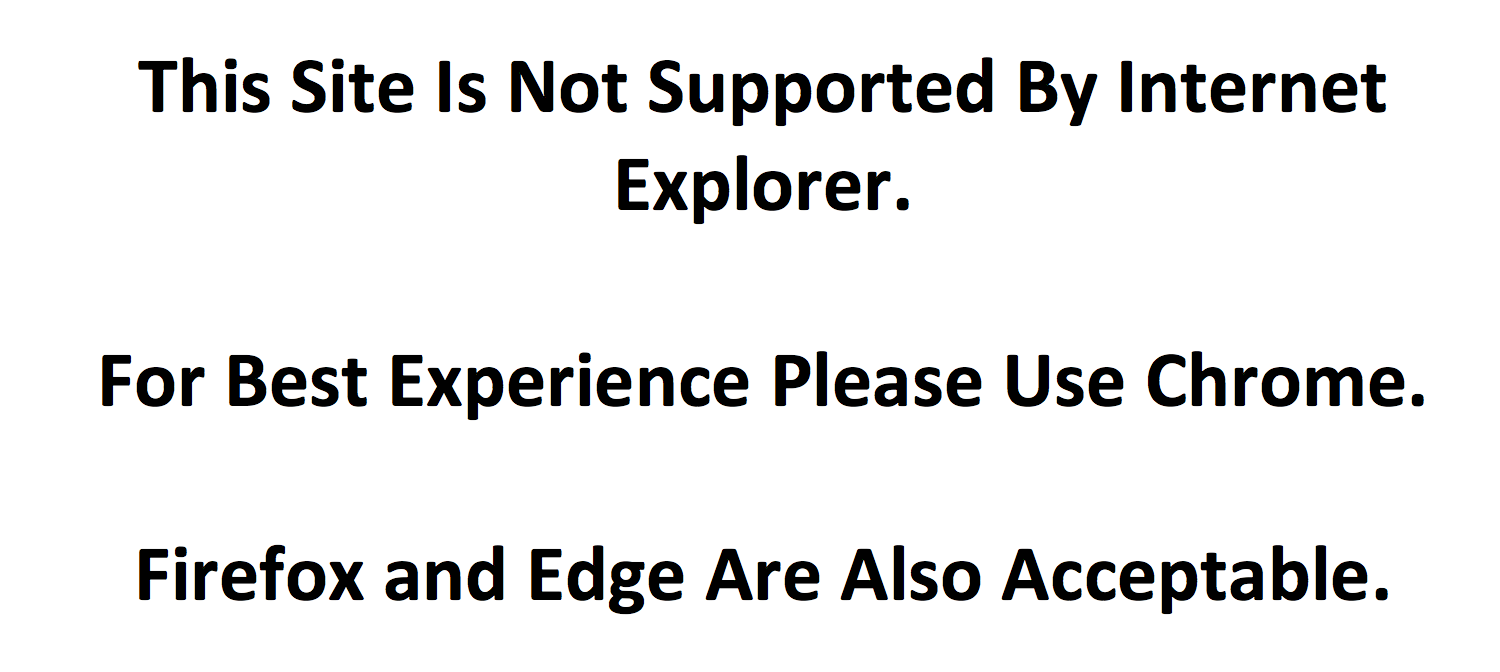 This Site Is Not Supported By Internet
Explorer.
For Best Experience Please Use Chrome.
Firefox and Edge Are Also Acceptable.